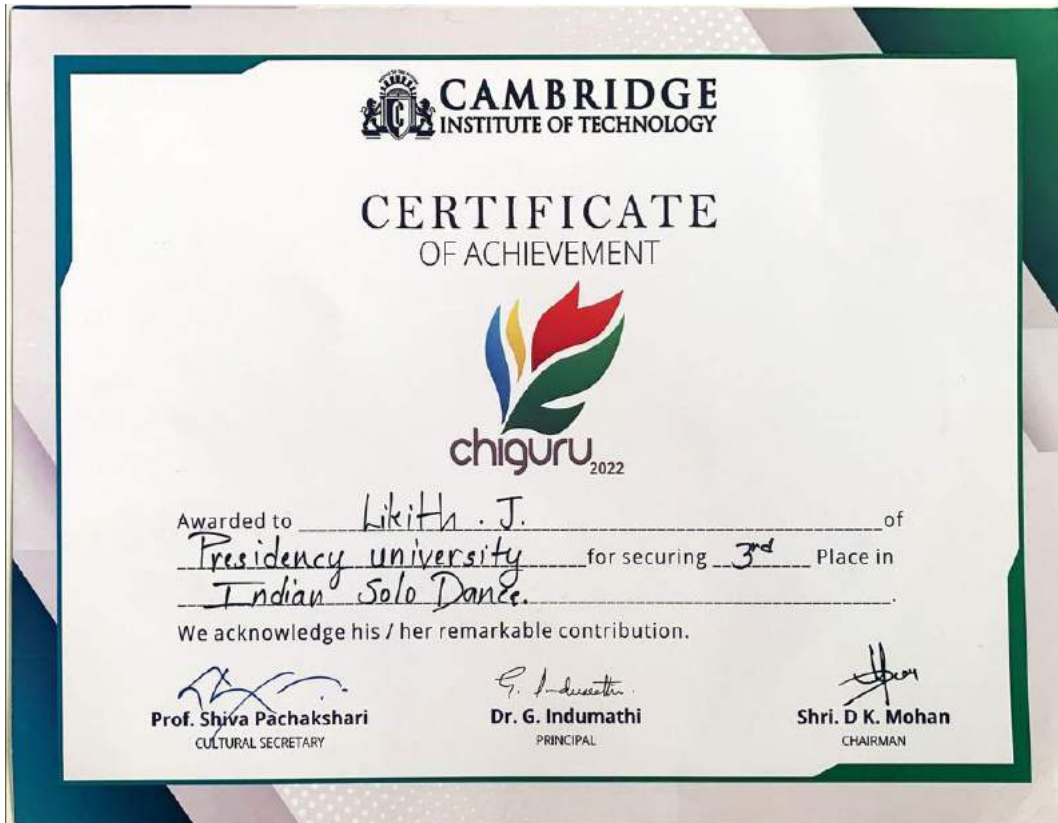 CAMBRIDGE
INSTITUTE OF TECHNOLOGY
CERTIFICATE
OF ACHIEVEMENT
chiguru 2022
Awarded to Likith . J. of
Presidency university for securing 3rd Place in
Indian Solo Dance.
We acknowledge his / her remarkable contribution.
Prof. Shiva Pachakshari Dr. G. Indumathi Shri. D K. Mohan
CULTURAL SECRETARY PRINCIPAL CHAIRMAN